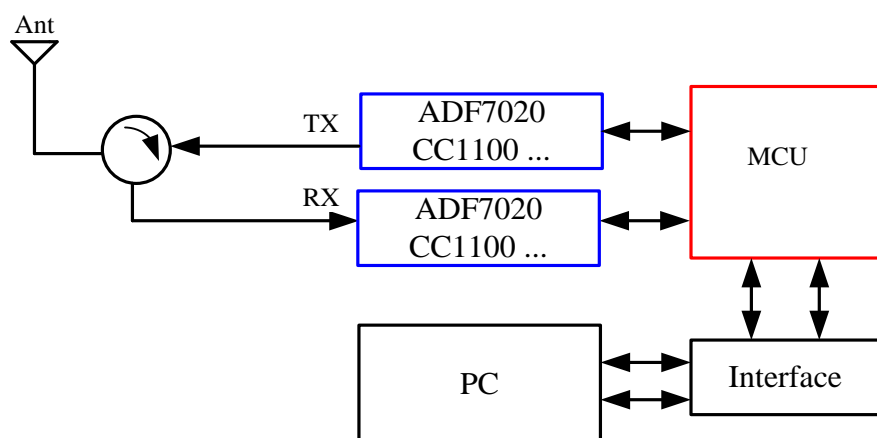 Ant
TX
ADF7020
CC1100 ...
MCU
RX
ADF7020
CC1100 ...
PC
Interface